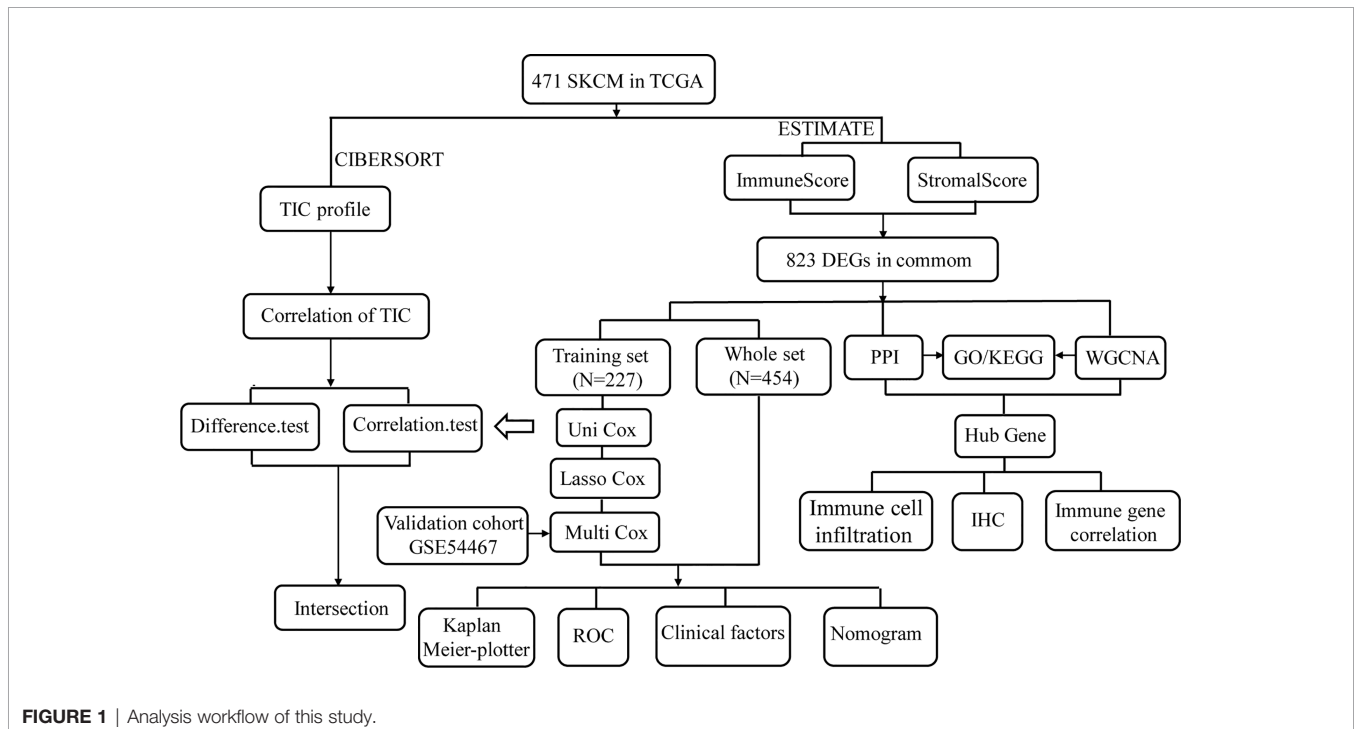 471 SKCM in TCGA
ESTIMATE
CIBERSORT
ImmuneScore
StromalScore
TIC profile
823 DEGs in commom
Correlation of TIC
Training set
(N=227)
Whole set
(N=454)
PPI
GO/KEGG
WGCNA
Difference.test
Correlation.test
Uni Cox
Hub Gene
Lasso Cox
Immune cell
infiltration
IHC
Immune gene
correlation
Validation cohort
GSE54467
Multi Cox
Intersection
Kaplan
Meier-plotter
ROC
Clinical factors
Nomogram
FIGURE 1 | Analysis workflow of this study.